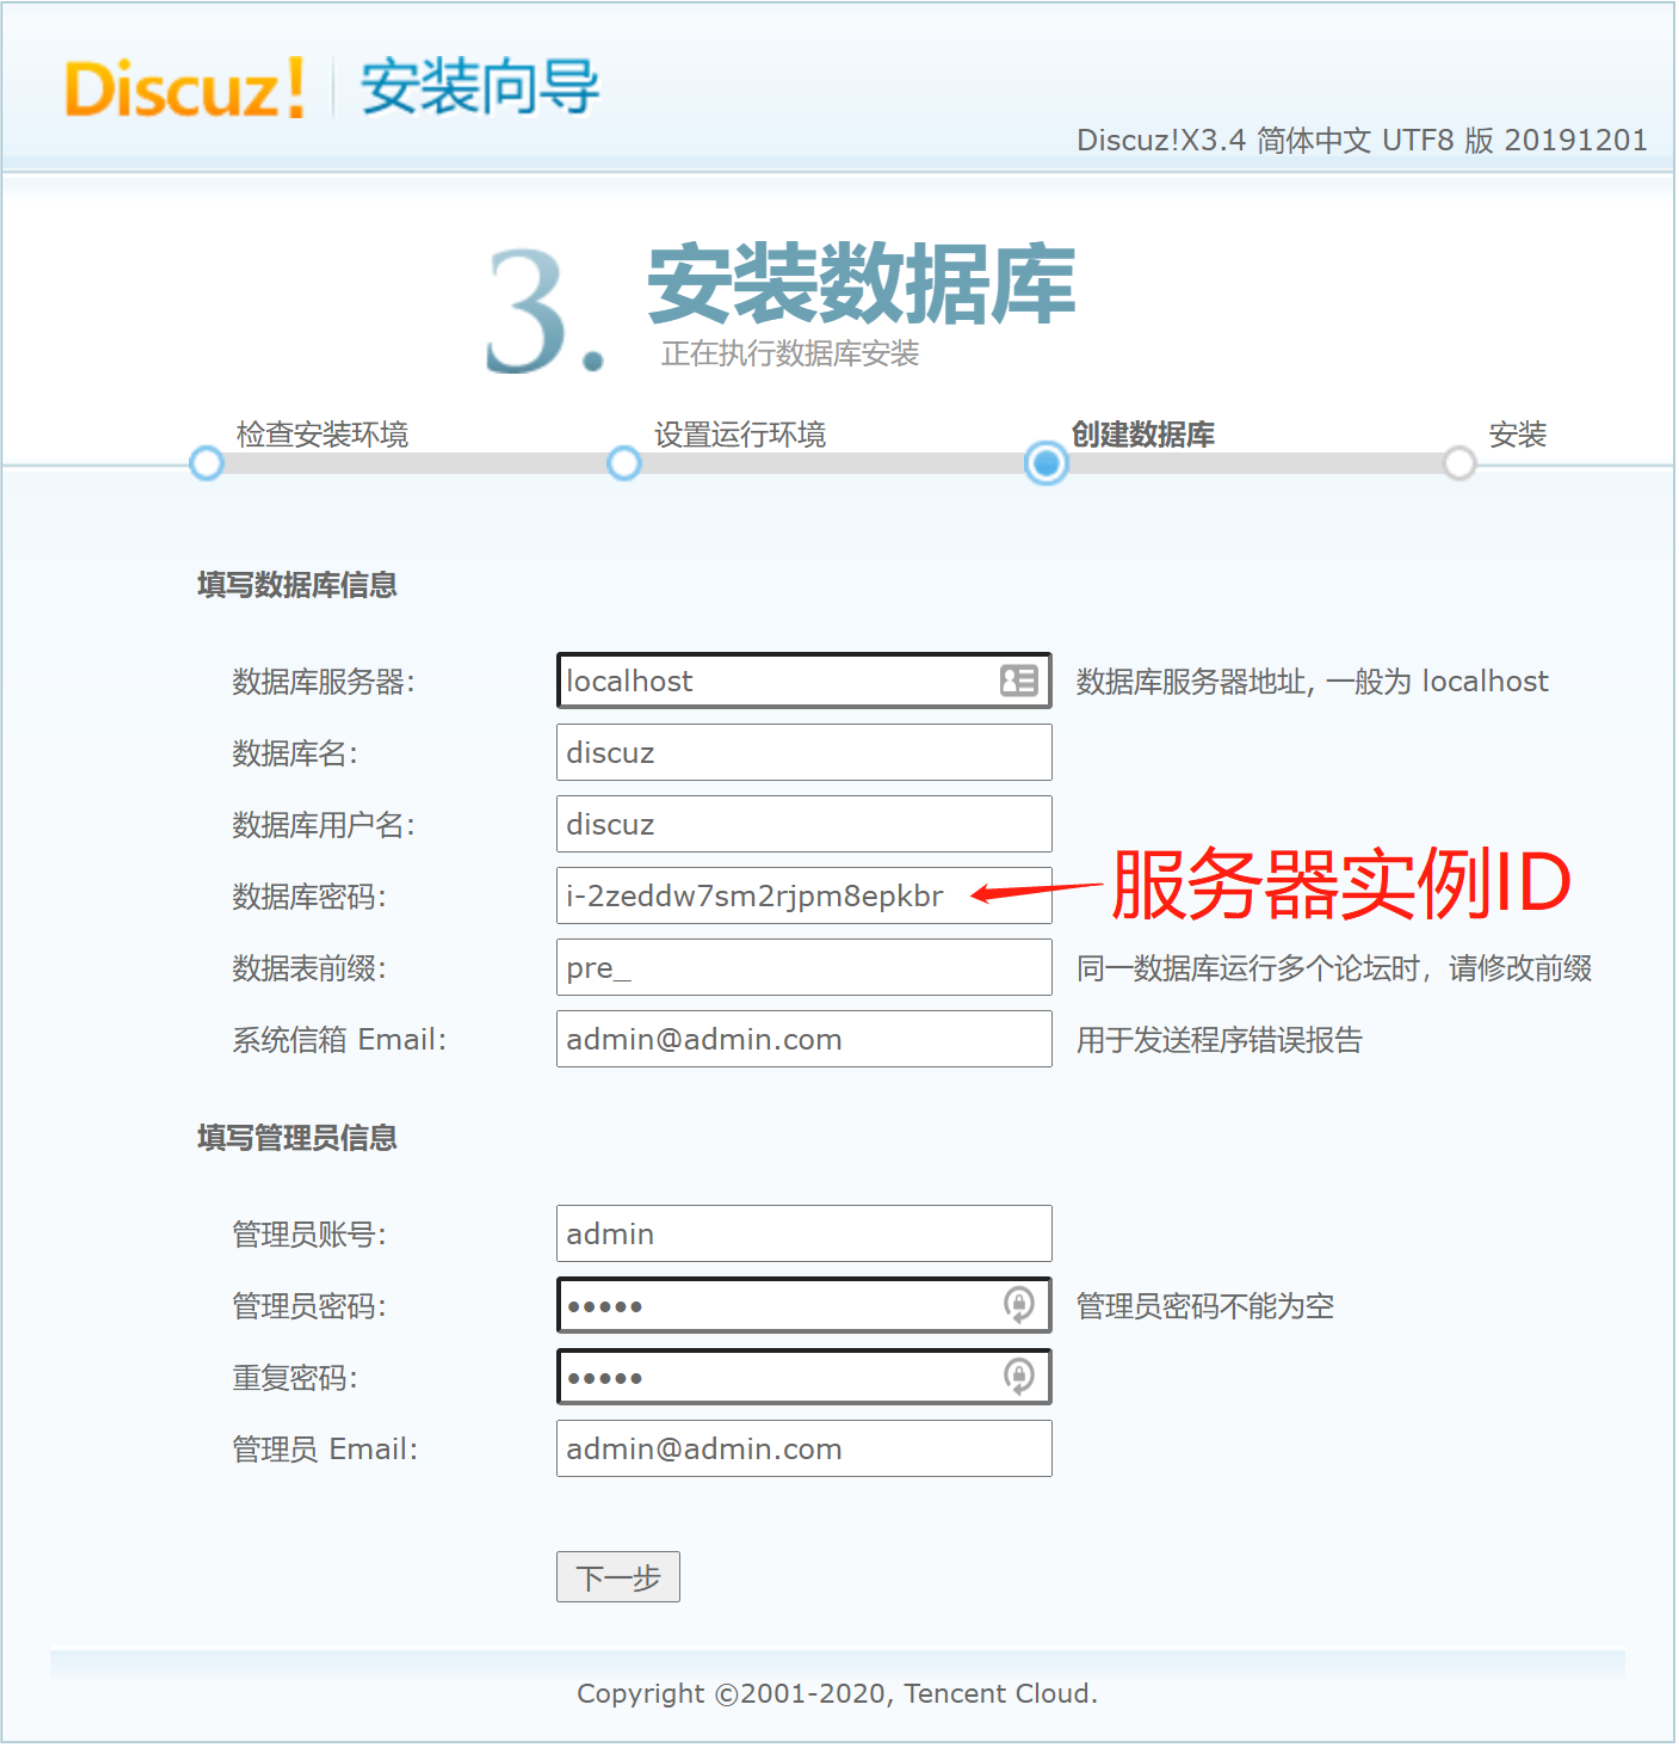 Discuz! 安装向导
Discuz!X3.4 简体中文 UTF8 版 20191201
3. 安装数据库
正在执行数据库安装
检查安装环境 设置运行环境 创建数据库 安装
填写数据库信息
数据库服务器: localhost 数据库服务器地址, 一般为 localhost
数据库名: discuz
数据库用户名: discuz
数据库密码: i-2zeddw7sm2rjpm8epkbr 服务器实例ID
数据表前缀: pre_ 同一数据库运行多个论坛时，请修改前缀
系统信箱 Email: admin@admin.com 用于发送程序错误报告
填写管理员信息
管理员账号: admin
管理员密码: ••••• 管理员密码不能为空
重复密码: •••••
管理员 Email: admin@admin.com
下一步
Copyright ©2001-2020, Tencent Cloud.